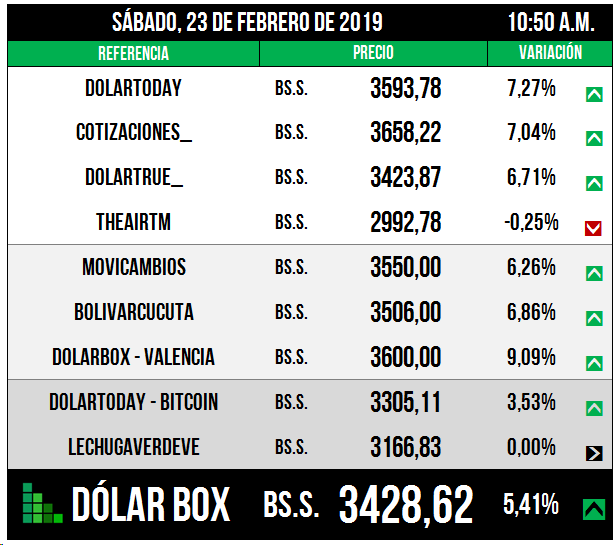 SÁBADO, 23 DE FEBRERO DE 2019 10:50 A.M.
REFERENCIA PRECIO VARIACIÓN
DOLARTODAY BS.S. 3593,78 7,27%
COTIZACIONES_ BS.S. 3658,22 7,04%
DOLARTRUE_ BS.S. 3423,87 6,71%
THEAIRTM BS.S. 2992,78 -0,25%
MOVICAMBIOS BS.S. 3550,00 6,26%
BOLIVARCUCUTA BS.S. 3506,00 6,86%
DOLARBOX - VALENCIA BS.S. 3600,00 9,09%
DOLARTODAY - BITCOIN BS.S. 3305,11 3,53%
LECHUGAVERDEVE BS.S. 3166,83 0,00%
DÓLAR BOX BS.S. 3428,62 5,41%